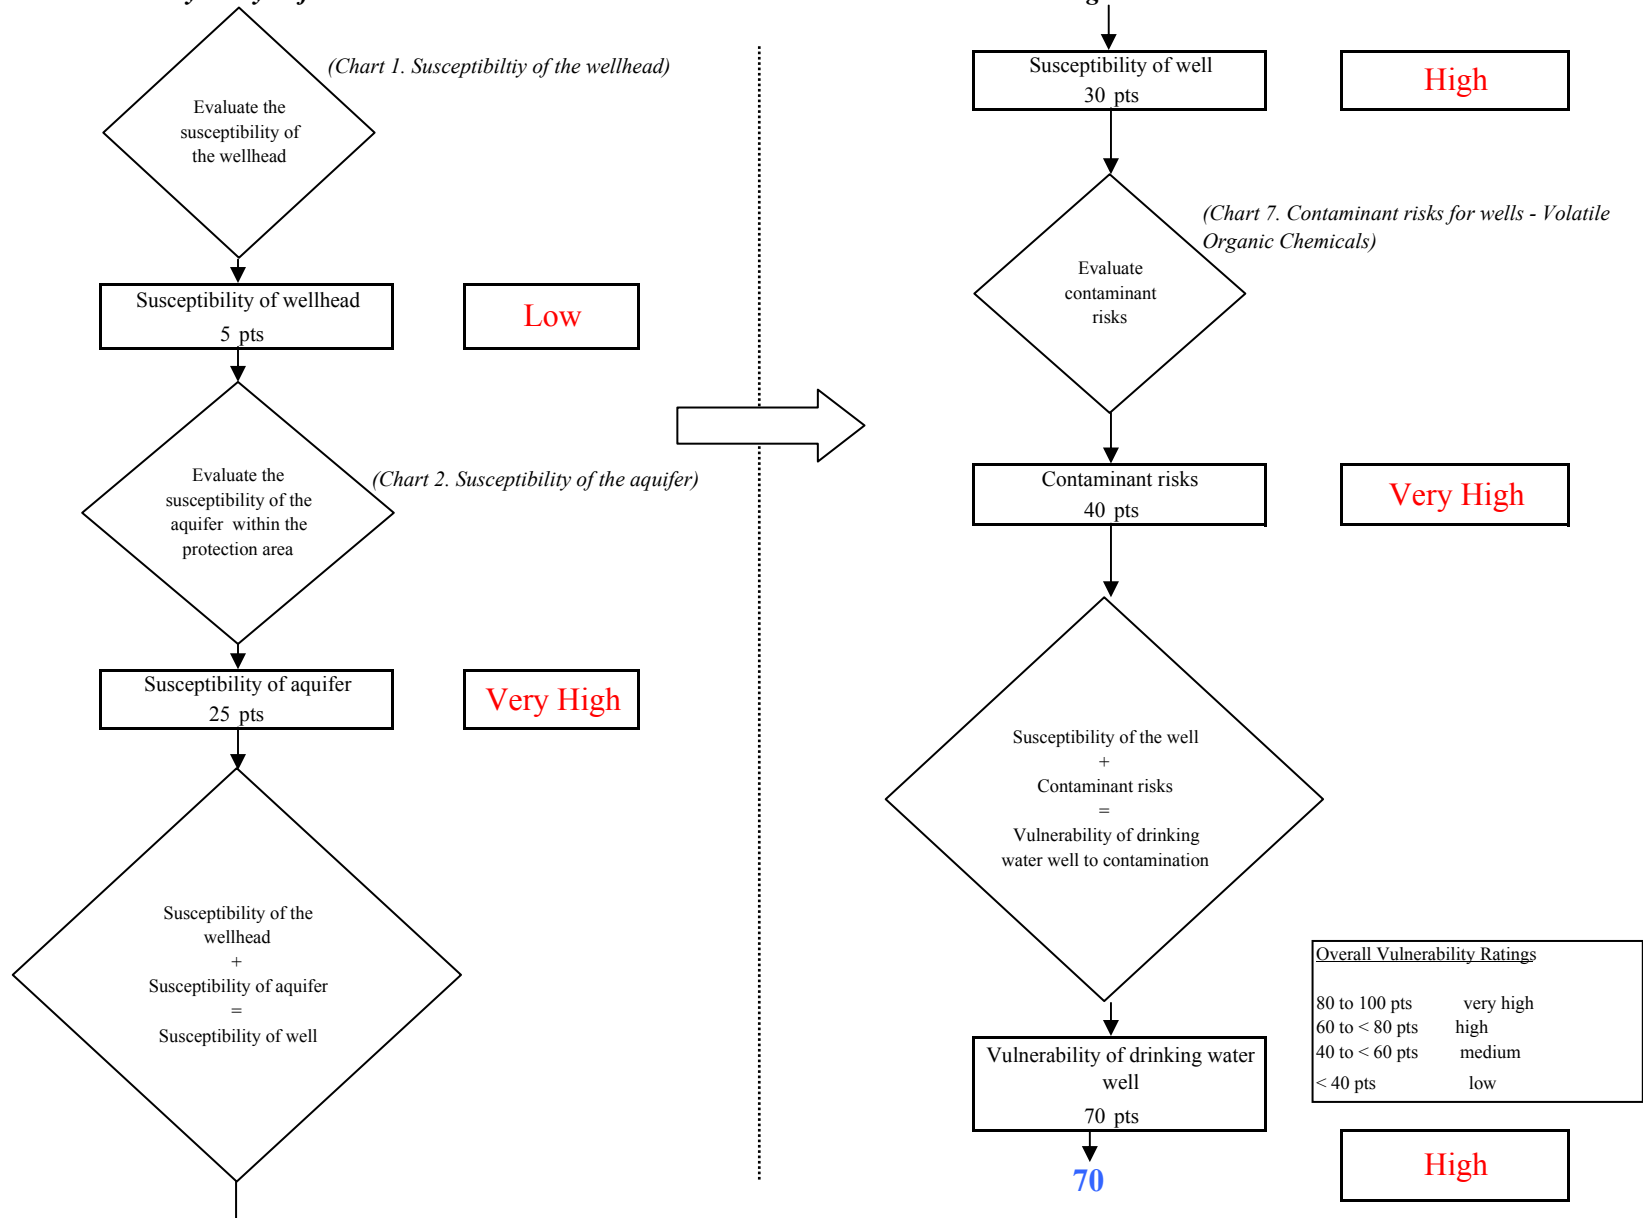 (Chart 1. Susceptibiltiy of the wellhead)
Evaluate the
susceptibility of
the wellhead
Susceptibility of wellhead
5 pts
Low
Evaluate the
susceptibility of the
aquifer within the
protection area
(Chart 2. Susceptibility of the aquifer)
Susceptibility of aquifer
25 pts
Very High
Susceptibility of the
wellhead
+
Susceptibility of aquifer
=
Susceptibility of well
Susceptibility of well
30 pts
High
(Chart 7. Contaminant risks for wells - Volatile
Organic Chemicals)
Evaluate
contaminant
risks
Contaminant risks
40 pts
Very High
Susceptibility of the well
+
Contaminant risks
=
Vulnerability of drinking
water well to contamination
Overall Vulnerability Ratings
80 to 100 pts very high
60 to < 80 pts high
40 to < 60 pts medium
< 40 pts low
Vulnerability of drinking water
well
70 pts
70
High